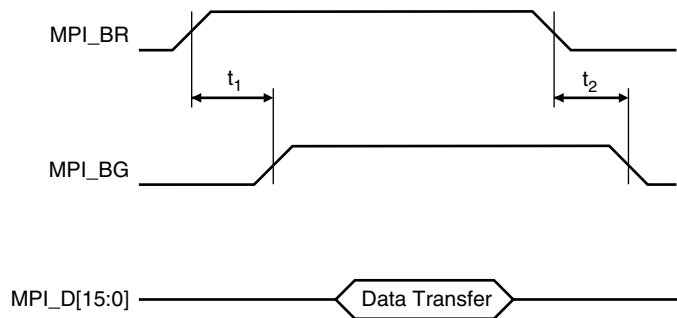 MPI_BR
t1
t2
MPI_BG
MPI_D[15:0]
Data Transfer